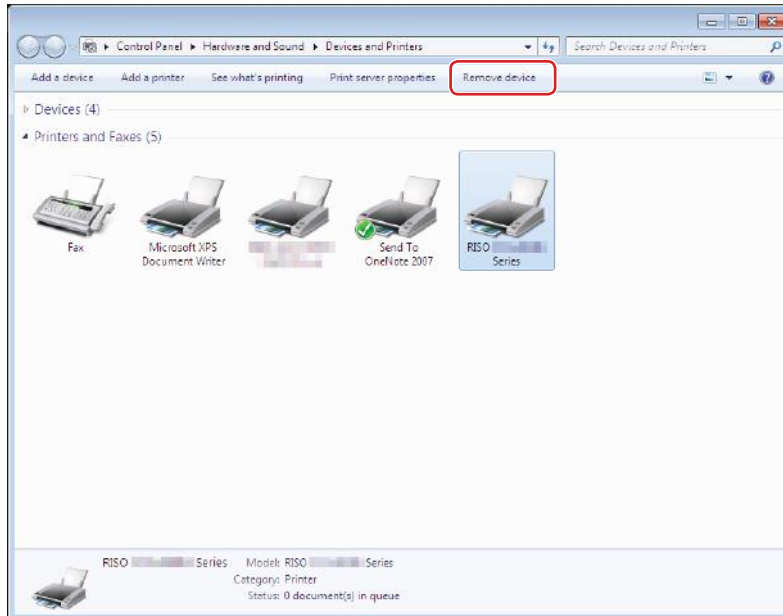 Control Panel ▸ Hardware and Sound ▸ Devices and Printers
Search Devices and Printers
Add a device Add a printer See what's printing Print server properties Remove device
Devices (4)
Printers and Faxes (5)
Fax
Microsoft XPS
Document Writer
Send To
OneNote 2007
RISO
Series
RISO Series Model: RISO Series
Category: Printer
Status: 0 document(s) in queue